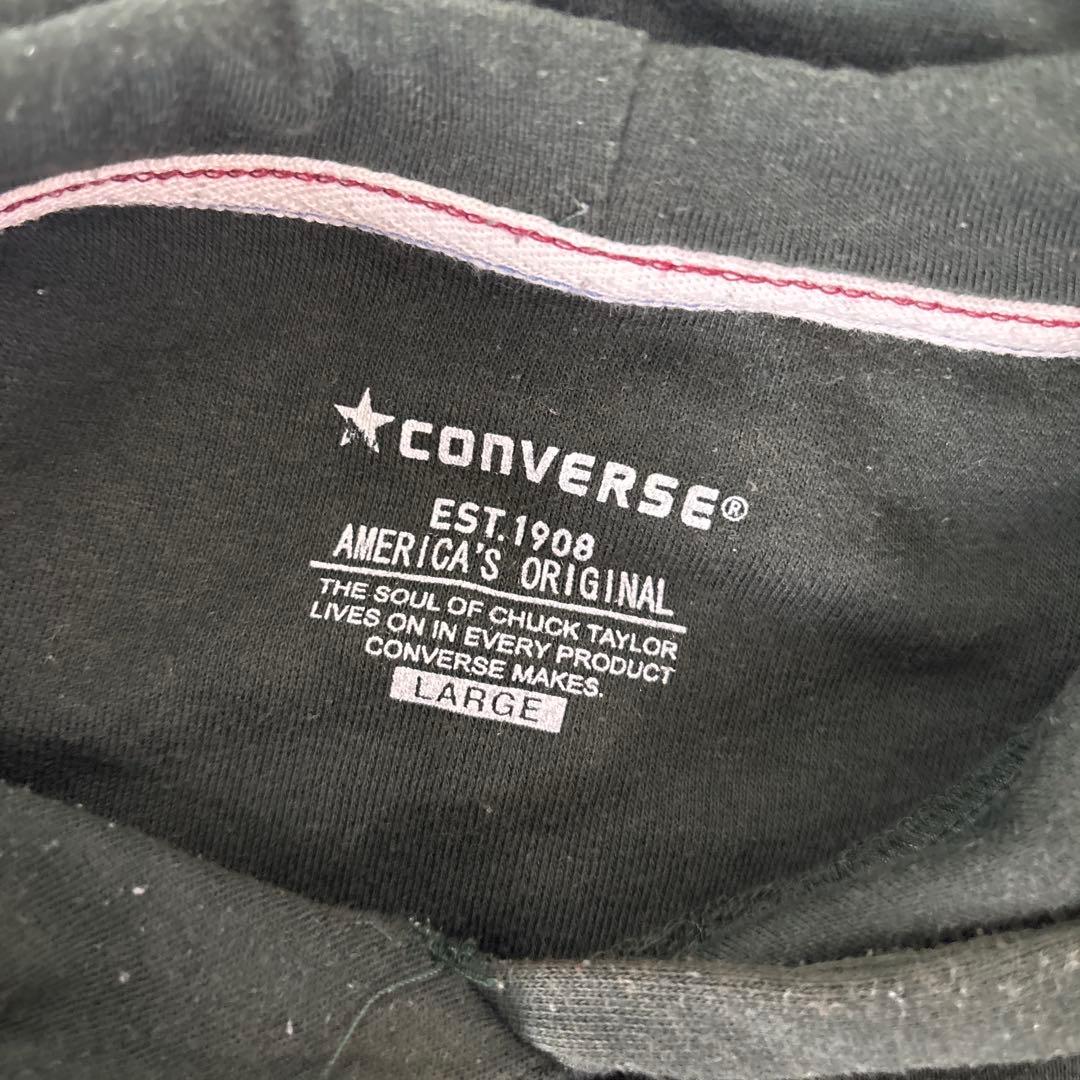 CONVERSE®
EST.1908
AMERICA'S ORIGINAL
THE SOUL OF CHUCK TAYLOR
LIVES ON IN EVERY PRODUCT
CONVERSE MAKES.
LARGE